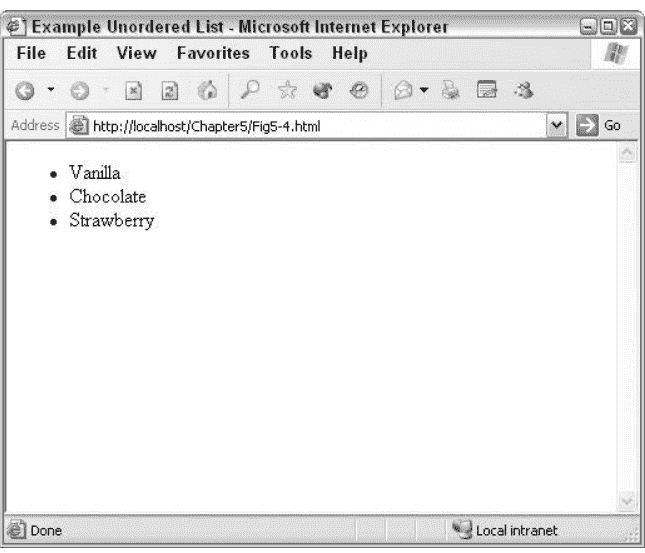 Example Unordered List - Microsoft Internet Explorer
File Edit View Favorites Tools Help
Address http://localhost/Chapter5/Fig5-4.html Go
Vanilla
Chocolate
Strawberry
Done Local intranet